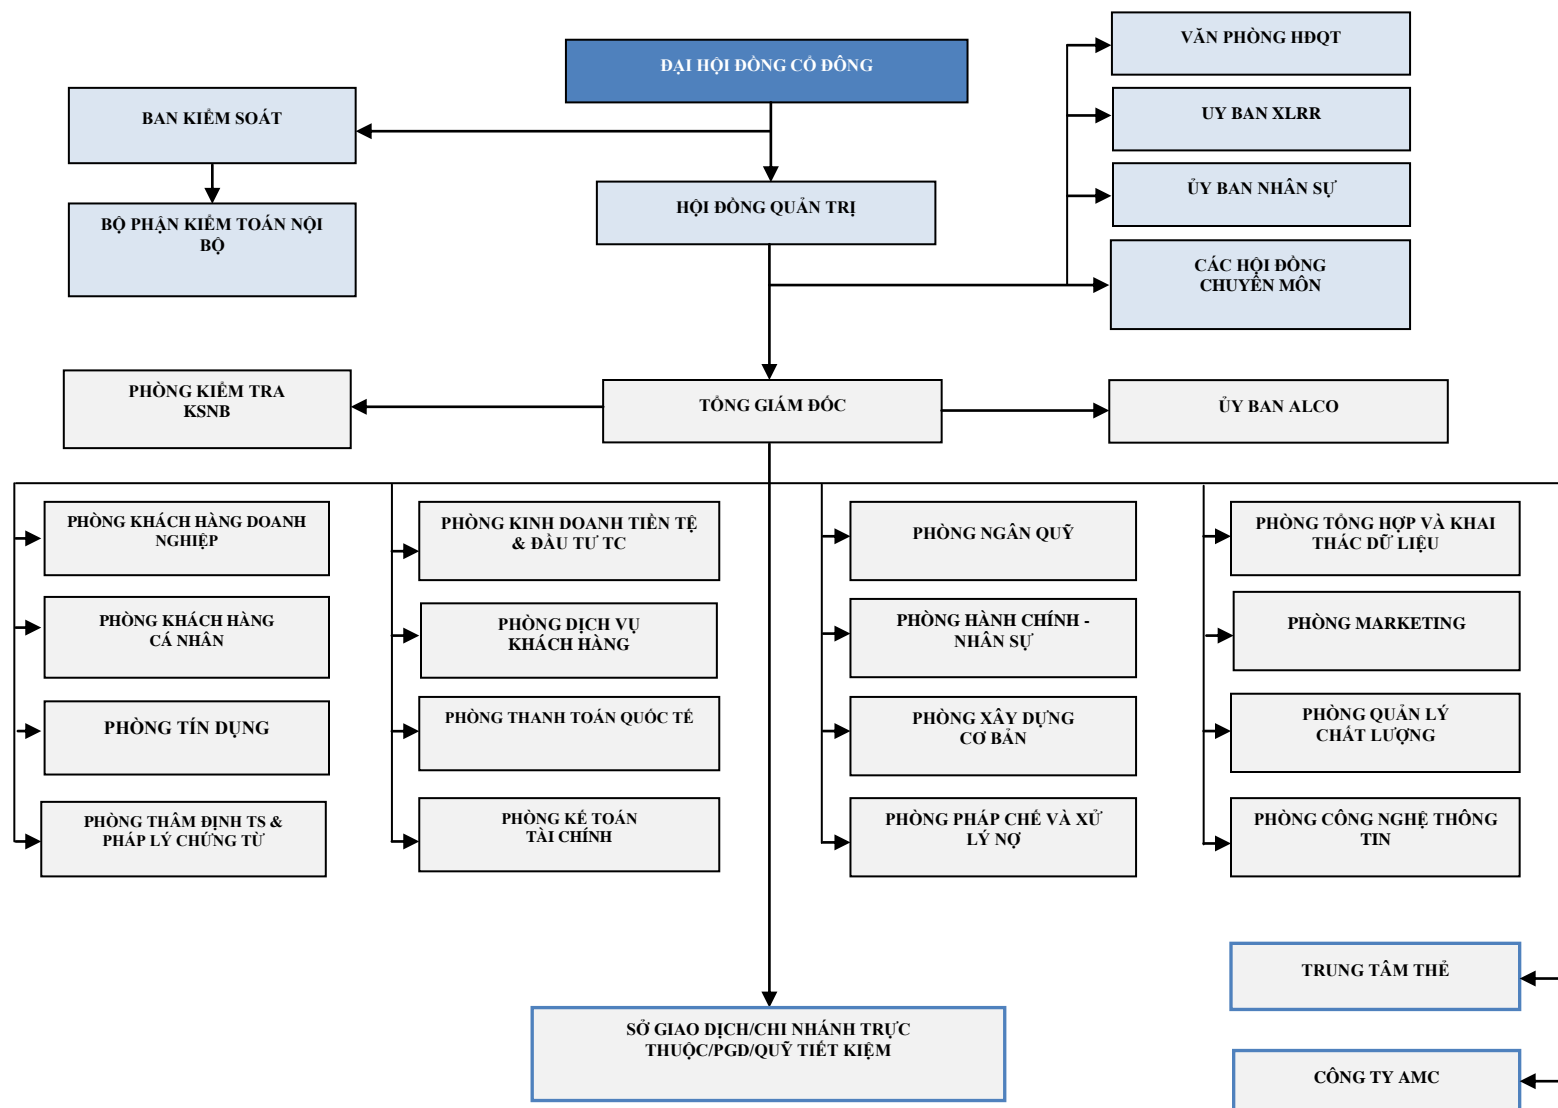 ĐẠI HỘI ĐỒNG CỔ ĐÔNG
VĂN PHÒNG HĐQT
BAN KIỂM SOÁT
UY BAN XLRR
HỘI ĐỒNG QUẢN TRỊ
ỦY BAN NHÂN SỰ
BỘ PHẬN KIỂM TOÁN NỘI
BỘ
CÁC HỘI ĐỒNG
CHUYÊN MÔN
PHÒNG KIỂM TRA
KSNB
TỔNG GIÁM ĐỐC
ỦY BAN ALCO
PHÒNG KHÁCH HÀNG DOANH
NGHIỆP
PHÒNG KINH DOANH TIỀN TỆ
& ĐẦU TƯ TC
PHÒNG NGÂN QUỸ
PHÒNG TỔNG HỢP VÀ KHAI
THÁC DỮ LIỆU
PHÒNG KHÁCH HÀNG
CÁ NHÂN
PHÒNG DỊCH VỤ
KHÁCH HÀNG
PHÒNG HÀNH CHÍNH -
NHÂN SỰ
PHÒNG MARKETING
PHÒNG TÍN DỤNG
PHÒNG THANH TOÁN QUỐC TẾ
PHÒNG XÂY DỰNG
CƠ BẢN
PHÒNG QUẢN LÝ
CHẤT LƯỢNG
PHÒNG THẨM ĐỊNH TS &
PHÁP LÝ CHỨNG TỪ
PHÒNG KẾ TOÁN
TÀI CHÍNH
PHÒNG PHÁP CHẾ VÀ XỬ
LÝ NỢ
PHÒNG CÔNG NGHỆ THÔNG
TIN
TRUNG TÂM THẺ
SỞ GIAO DỊCH/CHI NHÁNH TRỰC
THUỘC/PGD/QUỸ TIẾT KIỆM
CÔNG TY AMC